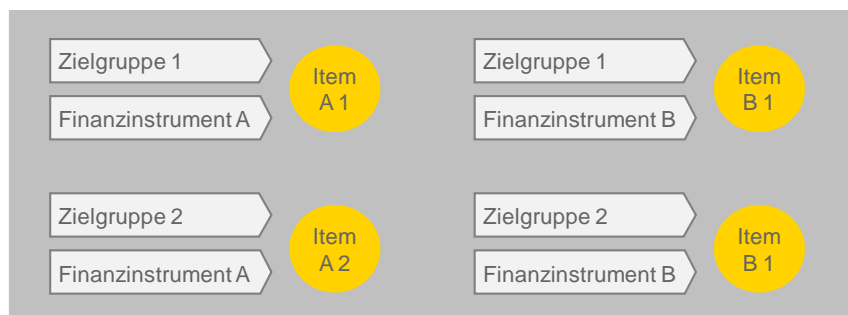 Zielgruppe 1
Finanzinstrument A
Item
A 1
Zielgruppe 1
Finanzinstrument B
Item
B 1
Zielgruppe 2
Finanzinstrument A
Item
A 2
Zielgruppe 2
Finanzinstrument B
Item
B 1